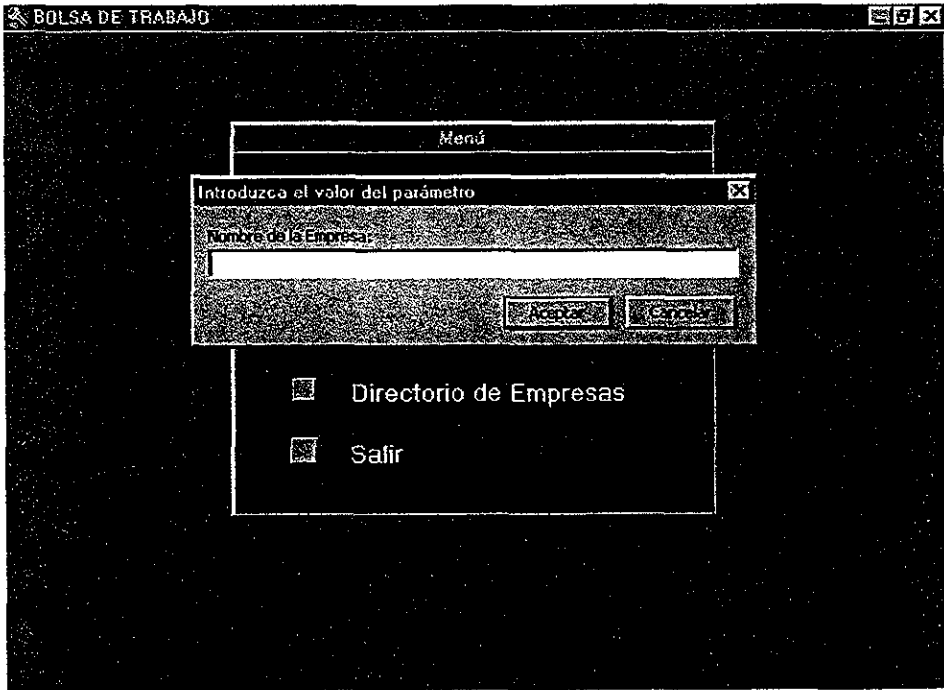 BOLSA DE TRABAJO
Menú
Introduzca el valor del parámetro
Nombre de la Empresa:
Aceptar Cancelar
Directorio de Empresas
Salir